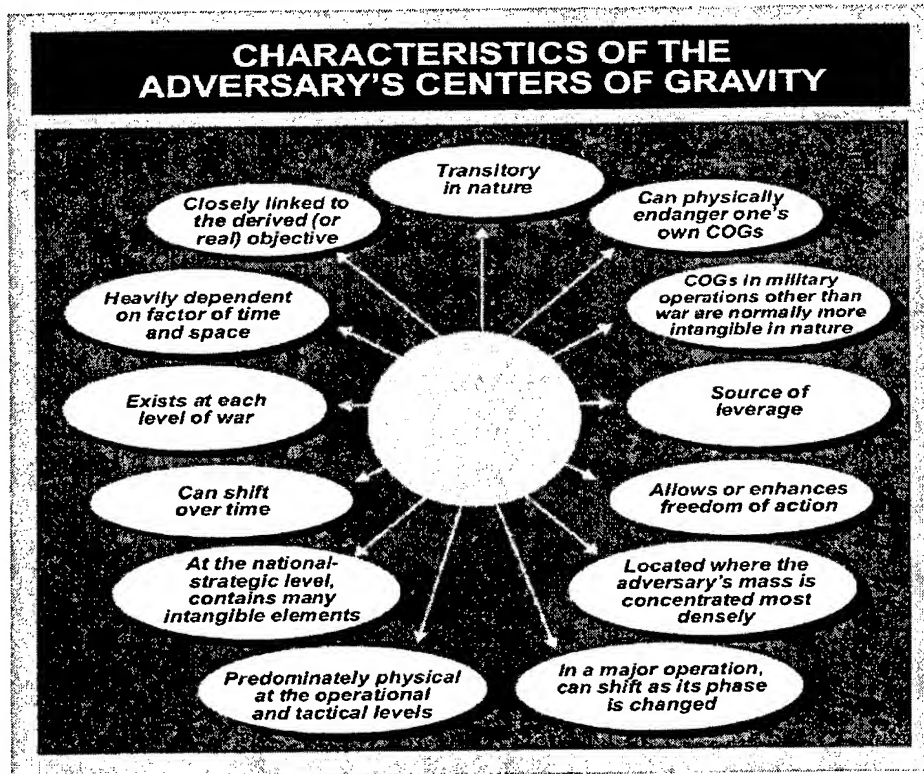 CHARACTERISTICS OF THE
ADVERSARY'S CENTERS OF GRAVITY
Transitory
in nature
Closely linked to
the derived (or
real) objective
Can physically
endanger one's
own COGs
Heavily dependent
on factor of time
and space
COGs in military
operations other than
war are normally more
intangible in nature
Exists at each
level of war
Source of
leverage
Can shift
over time
Allows or enhances
freedom of action
At the national-
strategic level,
contains many
intangible elements
Located where the
adversary's mass is
concentrated most
densely
Predominately physical
at the operational
and tactical levels
In a major operation,
can shift as its phase
is changed